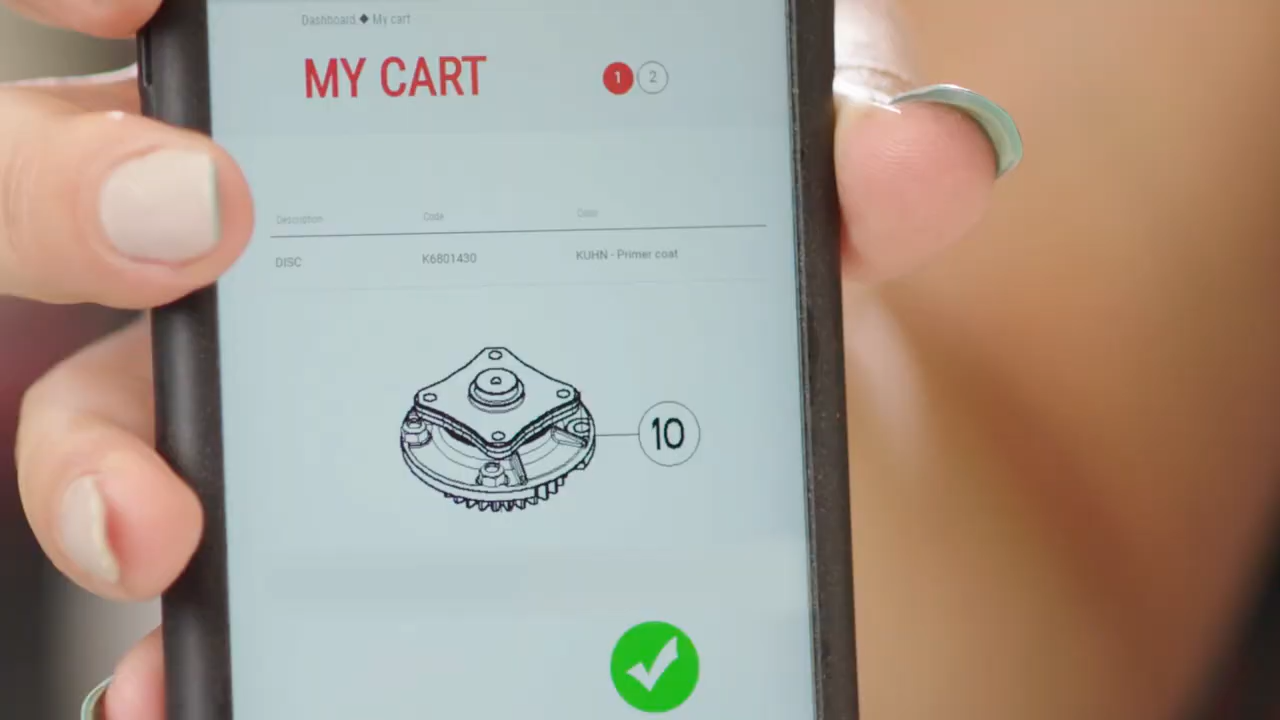 Dashboard ◆ My cart
MY CART
1 2
Description Code Color
DISC K6801430 KUHN - Primer coat
10